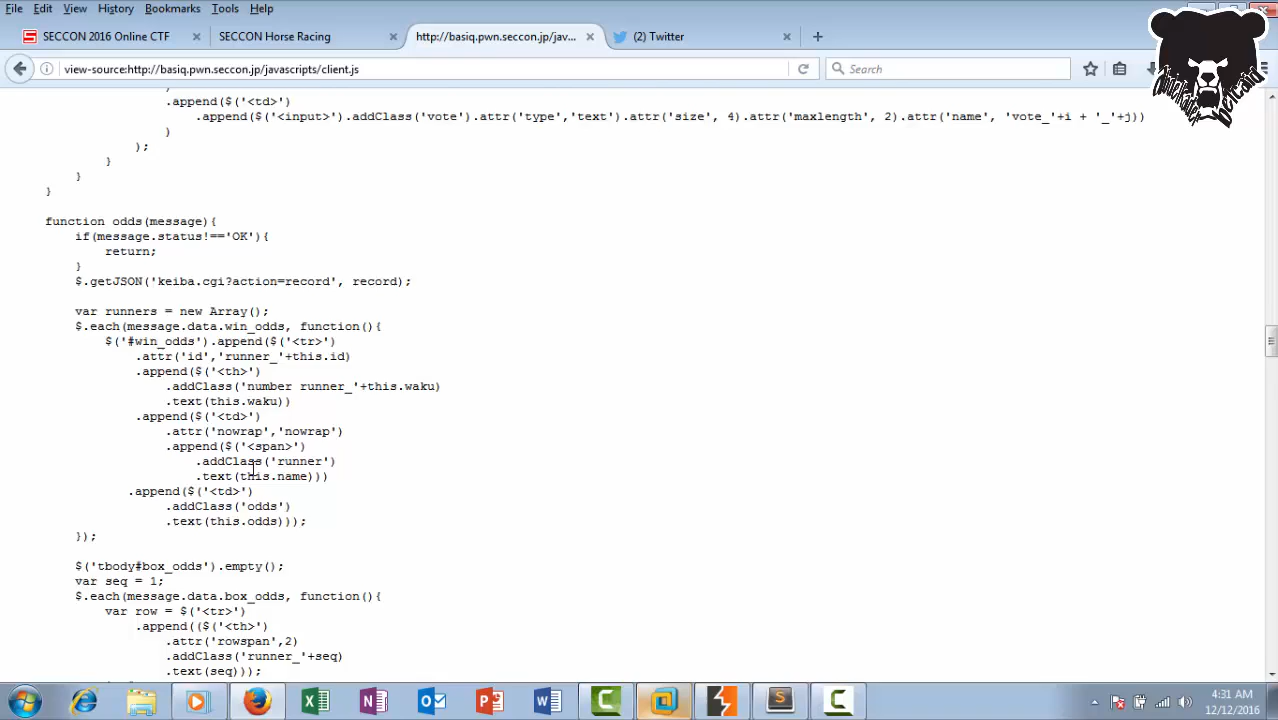 File Edit View History Bookmarks Tools Help
SECCON 2016 Online CTF × SECCON Horse Racing × http://basiq.pwn.seccon.jp/jav... × (2) Twitter × +
view-source:http://basiq.pwn.seccon.jp/javascripts/client.js Search
.append($('<td>')
.append($('<input>').addClass('vote').attr('type','text').attr('size', 4).attr('maxlength', 2).attr('name', 'vote_'+i + '_'+j))
)
);
}
}
}
function odds(message){
if(message.status!=='OK'){
return;
}
$.getJSON('keiba.cgi?action=record', record);
var runners = new Array();
$.each(message.data.win_odds, function(){
$('#win_odds').append($('<tr>')
.attr('id','runner_'+this.id)
.append($('<th>')
.addClass('number runner_'+this.waku)
.text(this.waku))
.append($('<td>')
.attr('nowrap','nowrap')
.append($('<span>')
.addClass('runner')
.text(this.name)))
.append($('<td>')
.addClass('odds')
.text(this.odds)));
});
$('tbody#box_odds').empty();
var seq = 1;
$.each(message.data.box_odds, function(){
var row = $('<tr>')
.append(($('<th>')
.attr('rowspan',2)
.addClass('runner_'+seq)
.text(seq)));
4:31 AM
12/12/2016